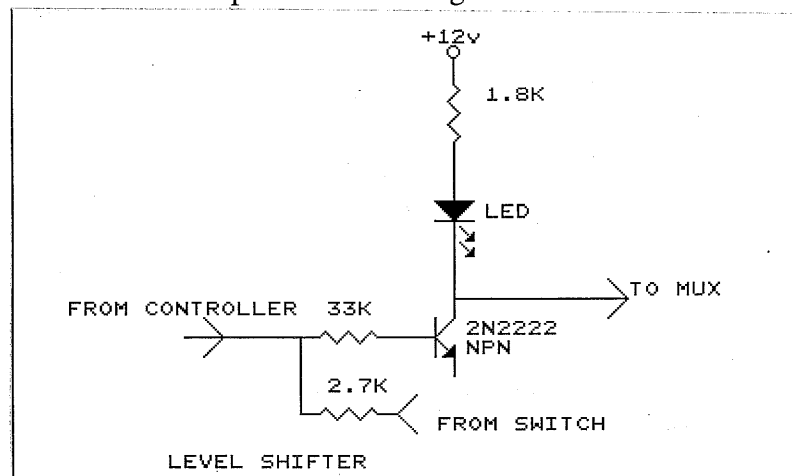 +12v
1.8K
LED
TO MUX
FROM CONTROLLER 33K
2N2222
NPN
2.7K
FROM SWITCH
LEVEL SHIFTER